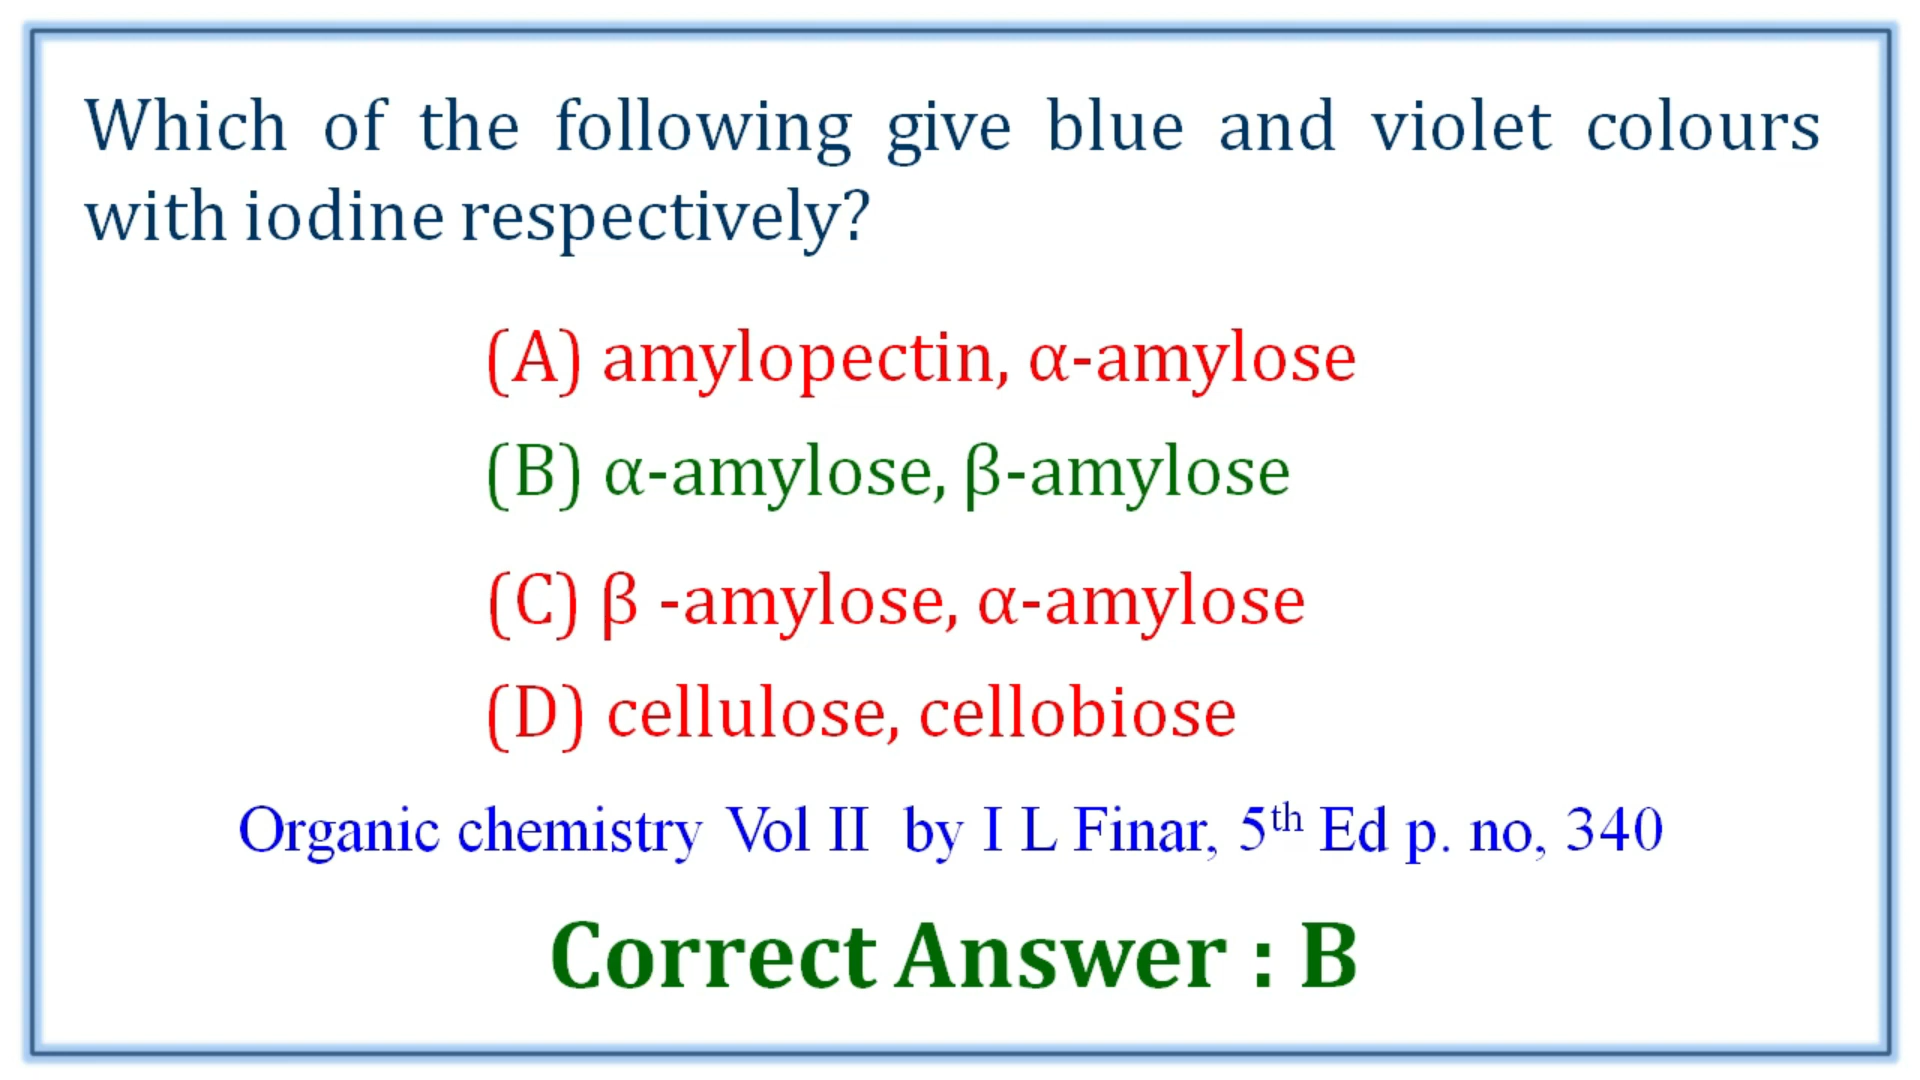 Which of the following give blue and violet colours
with iodine respectively?
(A) amylopectin, α-amylose
(B) α-amylose, β-amylose
(C) β -amylose, α-amylose
(D) cellulose, cellobiose
Organic chemistry Vol II by I L Finar, 5th Ed p. no, 340
Correct Answer : B